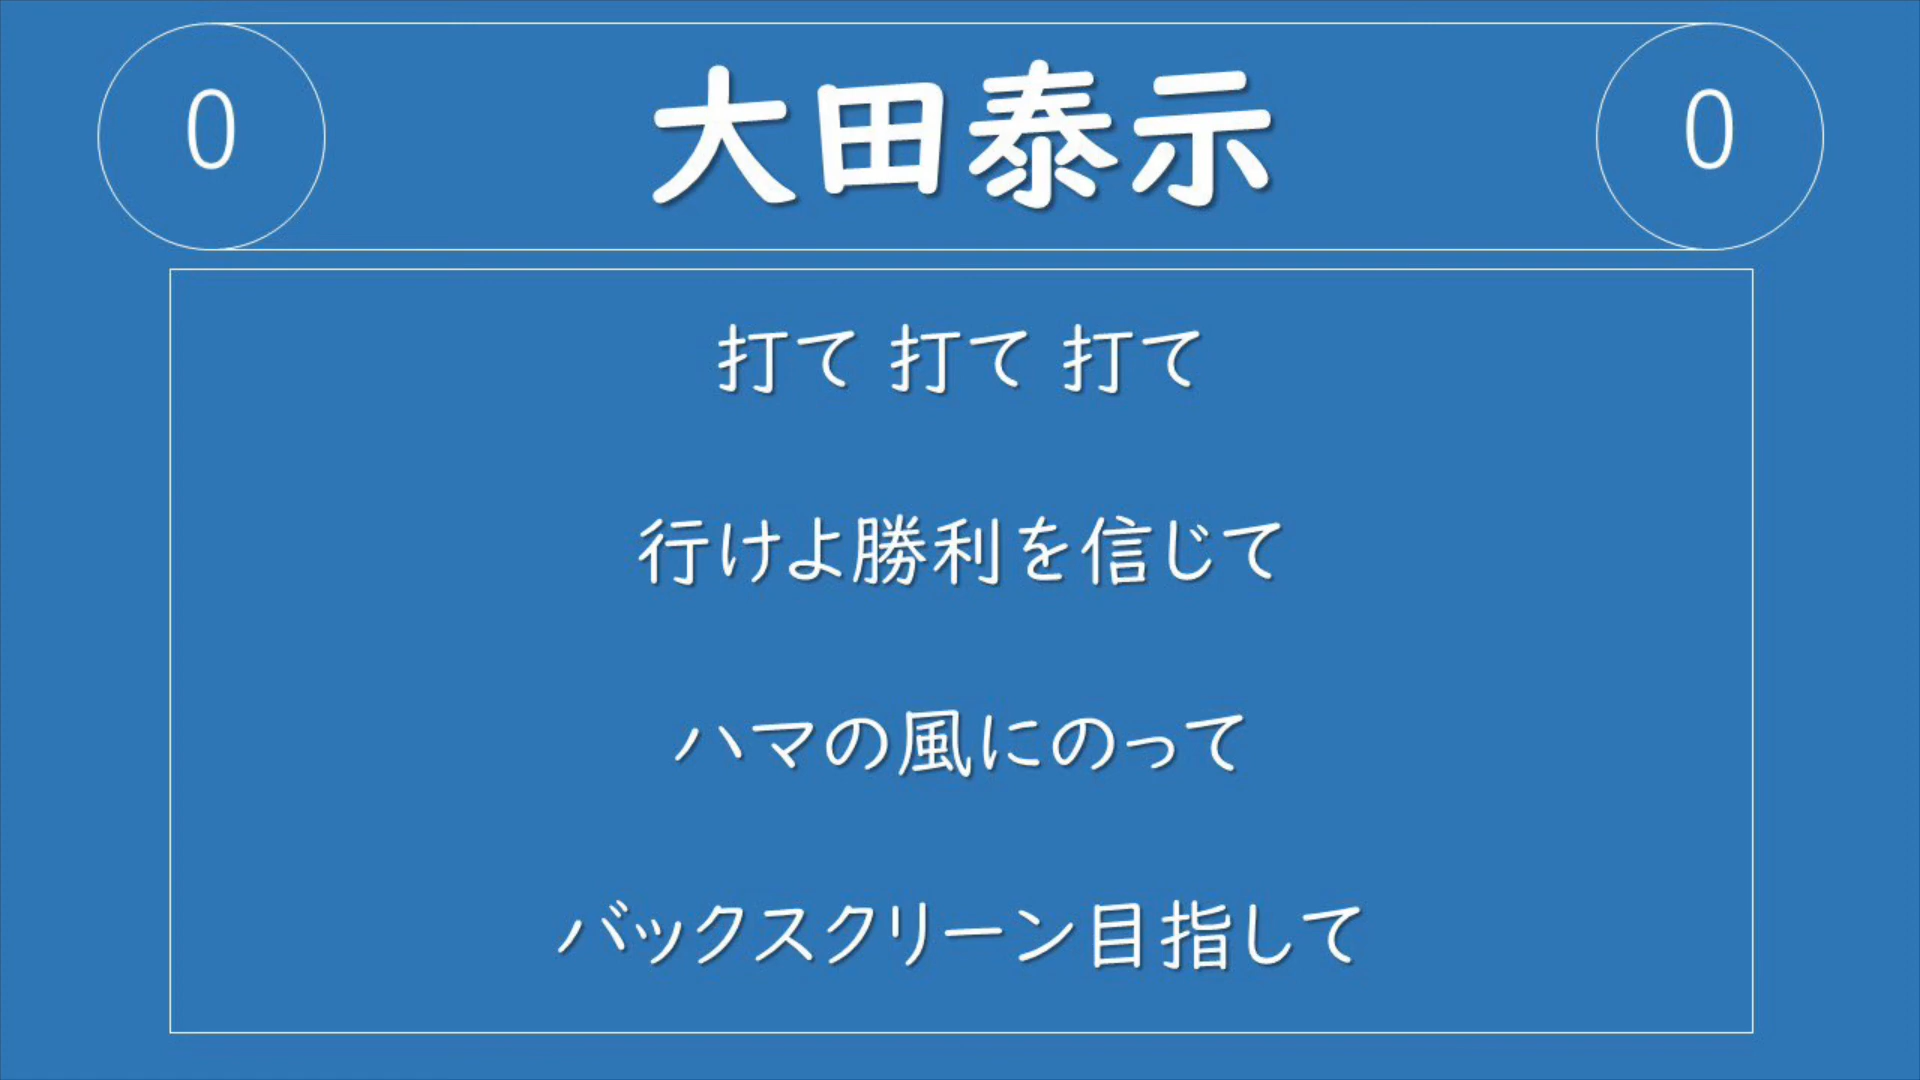 0 大田泰示 0
打て 打て 打て
行けよ勝利を信じて
ハマの風にのって
バックスクリーン目指して